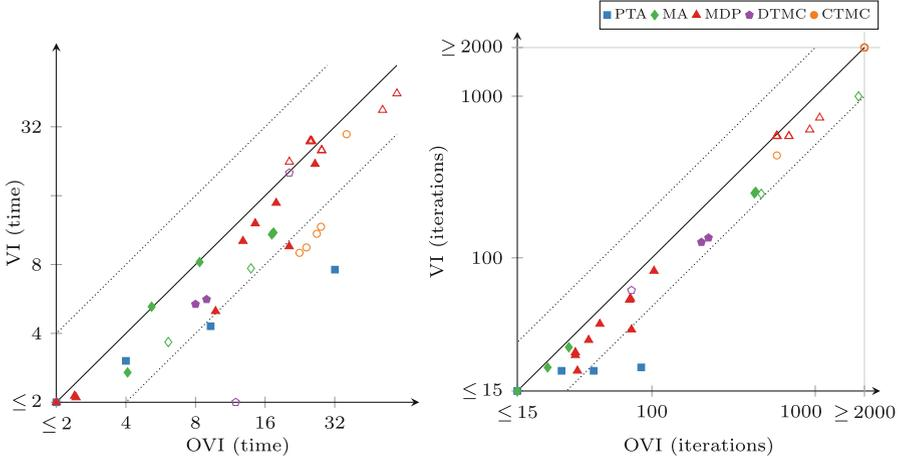 PTA MA MDP DTMC CTMC
VI (time)
32
8
4
≤ 2
≤ 2 4 8 16 32
OVI (time)
VI (iterations)
≥ 2000
1000
100
≤ 15
≤ 15 100 1000 ≥ 2000
OVI (iterations)